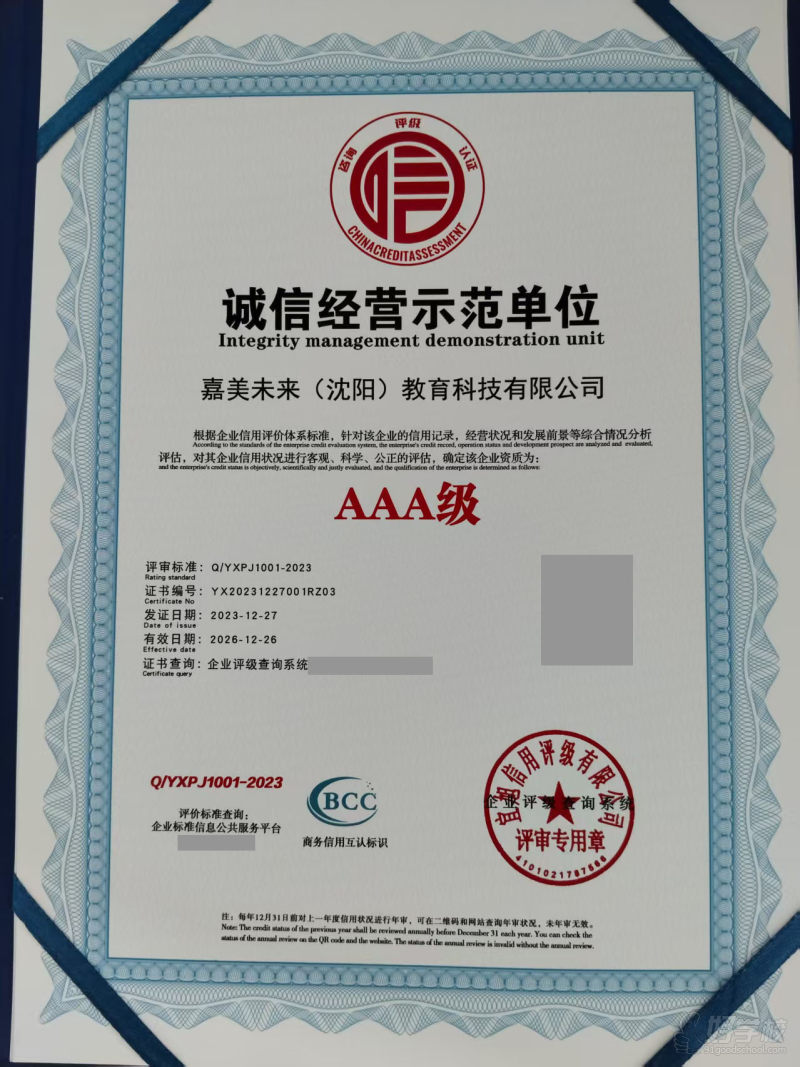 咨询 评级 认证
信
CHINACREDITASSESSMENT
诚信经营示范单位
Integrity management demonstration unit
嘉美未来（沈阳）教育科技有限公司
根据企业信用评价体系标准，针对该企业的信用记录，经营状况和发展前景等综合情况分析
According to the standards of the enterprise credit evaluation system, the enterprise's credit record, operation status and development prospect are analyzed and evaluated,
评估，对其企业信用状况进行客观、科学、公正的评估，确定该企业资质为：
and the enterprise's credit status is objectively, scientifically and justly evaluated, and the qualification of the enterprise is determined as follows:
AAA级
评审标准：Q/YXPJ1001-2023
Rating standard
证书编号：YX20231227001RZ03
Certificate No
发证日期：2023-12-27
Date of issue
有效日期：2026-12-26
Effective date
证书查询：企业评级查询系统
Certificate query
Q/YXPJ1001-2023
评价标准查询：
企业标准信息公共服务平台
BCC
商务信用互认标识
信用评级有限公司
企业评级查询系统
评审专用章
4101021787566
注：每年12月31日前对上一年度信用状况进行年审，可在二维码和网站查询年审状况，未年审无效。
Note: The credit status of the previous year shall be reviewed annually before December 31 each year. You can check the
status of the annual review on the QR code and the website. The status of the annual review is invalid without the annual review.
好学校
91goodschool.com